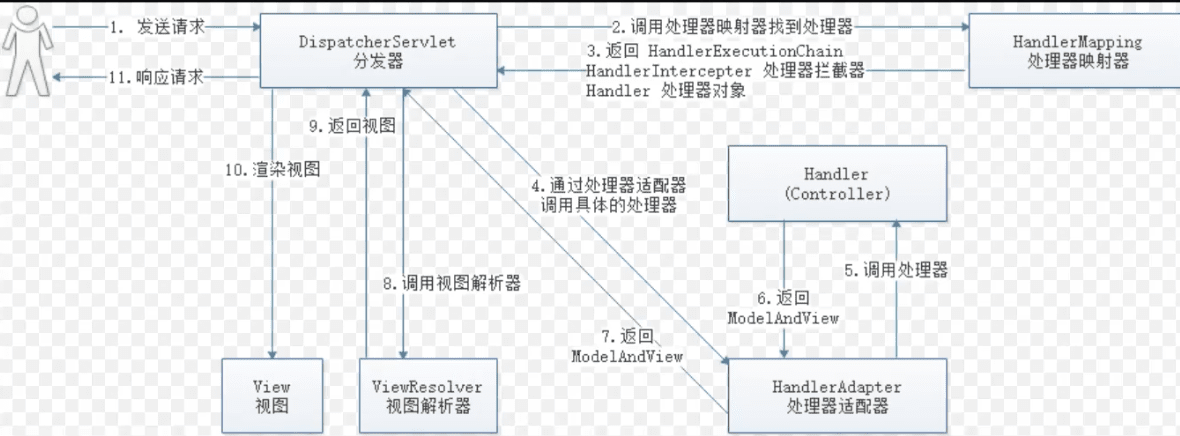 1. 发送请求
11.响应请求
DispatcherServlet
分发器
2.调用处理器映射器找到处理器
3.返回 HandlerExecutionChain
HandlerIntercepter 处理器拦截器
Handler 处理器对象
HandlerMapping
处理器映射器
9.返回视图
10.渲染视图
4.通过处理器适配器
调用具体的处理器
Handler
(Controller)
8.调用视图解析器
5.调用处理器
6.返回
ModelAndView
7.返回
ModelAndView
View
视图
ViewResolver
视图解析器
HandlerAdapter
处理器适配器